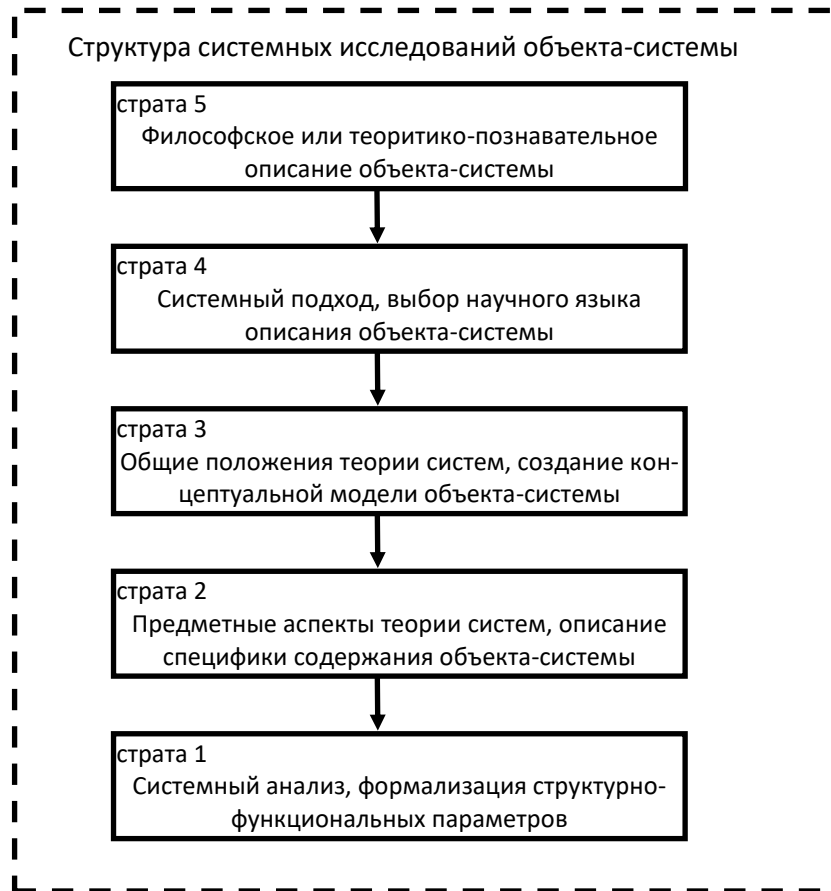 Структура системных исследований объекта-системы
страта 5
Философское или теоритико-познавательное
описание объекта-системы
страта 4
Системный подход, выбор научного языка
описания объекта-системы
страта 3
Общие положения теории систем, создание кон-
цептуальной модели объекта-системы
страта 2
Предметные аспекты теории систем, описание
специфики содержания объекта-системы
страта 1
Системный анализ, формализация структурно-
функциональных параметров